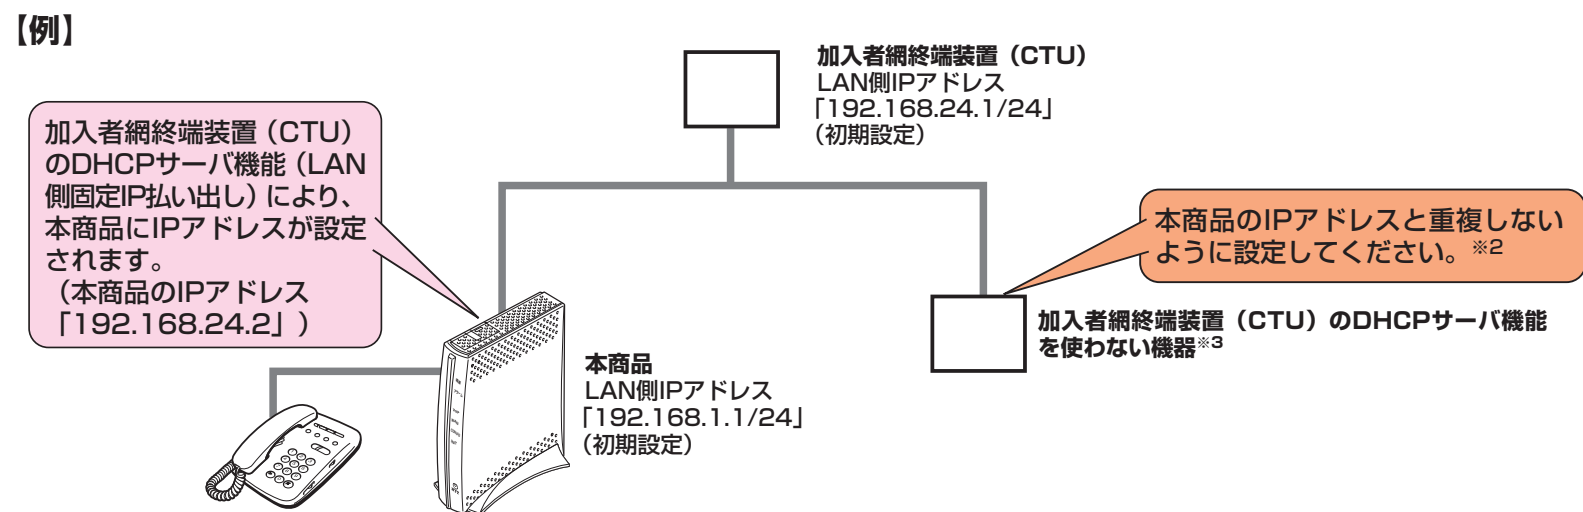 【例】
加入者網終端装置（CTU）
LAN側IPアドレス
「192.168.24.1/24」
（初期設定）
加入者網終端装置（CTU）
のDHCPサーバ機能（LAN
側固定IP払い出し）により、
本商品にIPアドレスが設定
されます。
（本商品のIPアドレス
「192.168.24.2」）
本商品のIPアドレスと重複しない
ように設定してください。※2
加入者網終端装置（CTU）のDHCPサーバ機能
を使わない機器※3
本商品
LAN側IPアドレス
「192.168.1.1/24」
（初期設定）